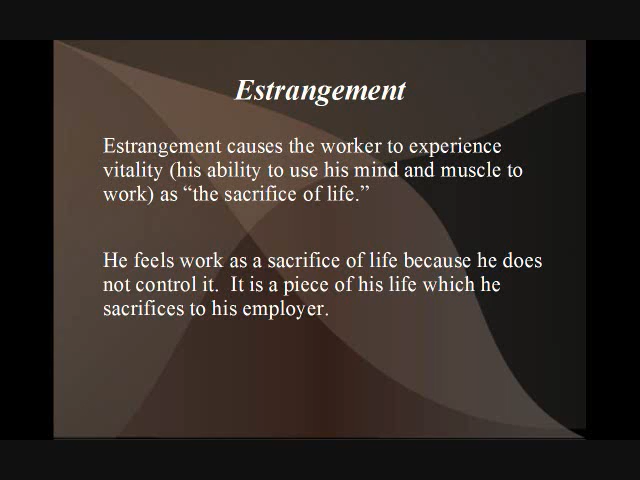 Estrangement
Estrangement causes the worker to experience
vitality (his ability to use his mind and muscle to
work) as “the sacrifice of life.”
He feels work as a sacrifice of life because he does
not control it.  It is a piece of his life which he
sacrifices to his employer.